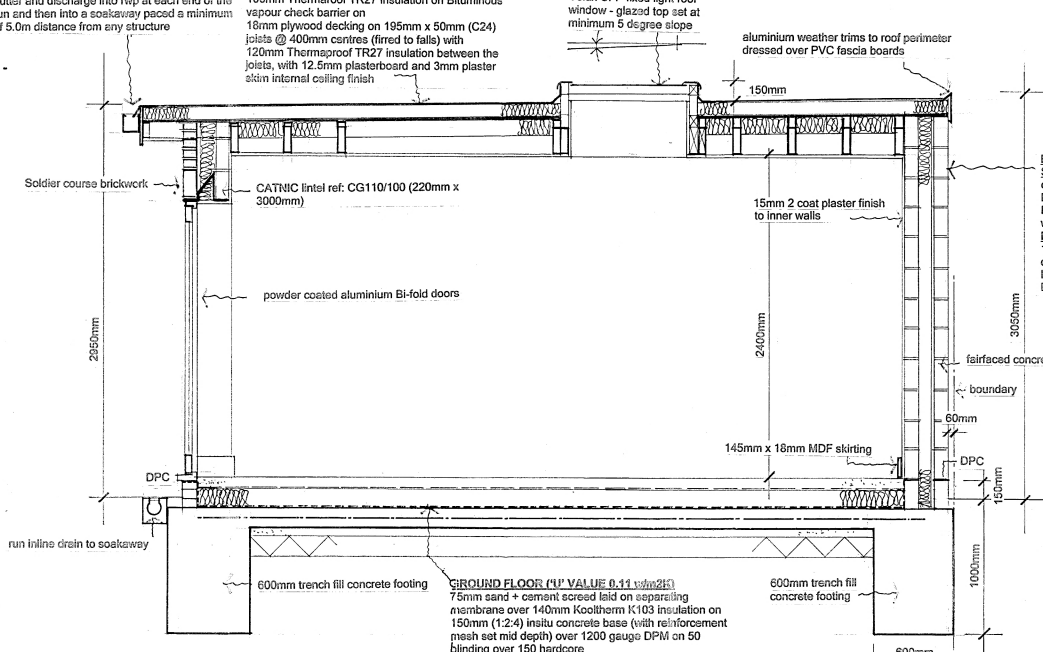 gutter and discharge into rwp at each end of the
run and then into a soakaway paced a minimum
of 5.0m distance from any structure
Thermaproof TR27 insulation on Bituminous
vapour check barrier on
18mm plywood decking on 195mm x 50mm (C24)
joists @ 400mm centres (firred to falls) with
120mm Thermaproof TR27 insulation between the
joists, with 12.5mm plasterboard and 3mm plaster
skim internal ceiling finish
window - glazed top set at
minimum 5 degree slope
aluminium weather trims to roof perimeter
dressed over PVC fascia boards
150mm
Soldier course brickwork
CATNIC lintel ref: CG110/100 (220mm x
3000mm)
15mm 2 coat plaster finish
to inner walls
powder coated aluminium Bi-fold doors
2950mm
2400mm
3050mm
fairfaced concre
boundary
60mm
145mm x 18mm MDF skirting
DPC
DPC
150mm
run inline drain to soakaway
1000mm
600mm trench fill concrete footing
GROUND FLOOR ('U' VALUE 0.11 w/m2K)
75mm sand + cement screed laid on separating
membrane over 140mm Kooltherm K103 insulation on
150mm (1:2:4) insitu concrete base (with reinforcement
mesh set mid depth) over 1200 gauge DPM on 50
blinding over 150 hardcore
600mm trench fill
concrete footing
600mm